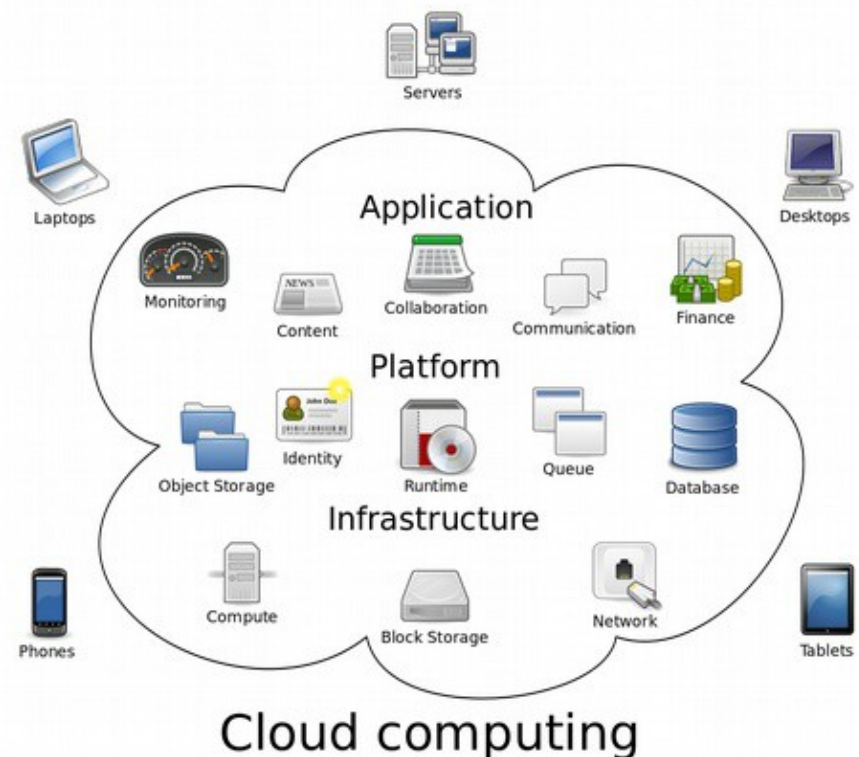 Servers
Laptops
Desktops
Application
Monitoring
NEWS
Content
Collaboration
Communication
Finance
Platform
John Doe
Object Storage
Identity
Runtime
Queue
Database
Infrastructure
Compute
Block Storage
Network
Phones
Tablets
Cloud computing